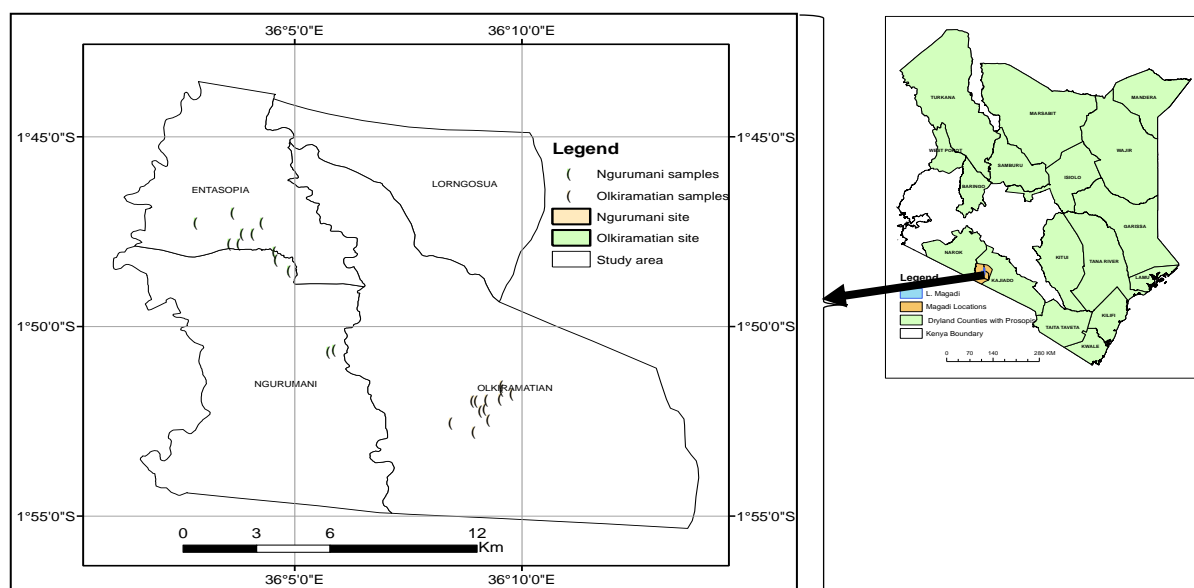 36°5'0"E 36°10'0"E
1°45'0"S 1°45'0"S
Legend
Ngurumani samples
Olkiramatian samples
Ngurumani site
Olkiramatian site
Study area
ENTASOPIA
LORNGOSUA
1°50'0"S 1°50'0"S
NGURUMANI
OLKIRAMATIAN
1°55'0"S 1°55'0"S
0 3 6 12
Km
36°5'0"E 36°10'0"E
TURKANA
MARSABIT
MANDERA
WEST POKOT
SAMBURU
WAJIR
ISIOLO
BARINGO
GARISSA
NAROK
KITUI
TANA RIVER
LAMU
KAJIADO
Legend
L. Magadi
Magadi Locations
Dryland Counties with Prosopis
Kenya Boundary
KILIFI
TAITA TAVETA
KWALE
0 70 140 280 KM